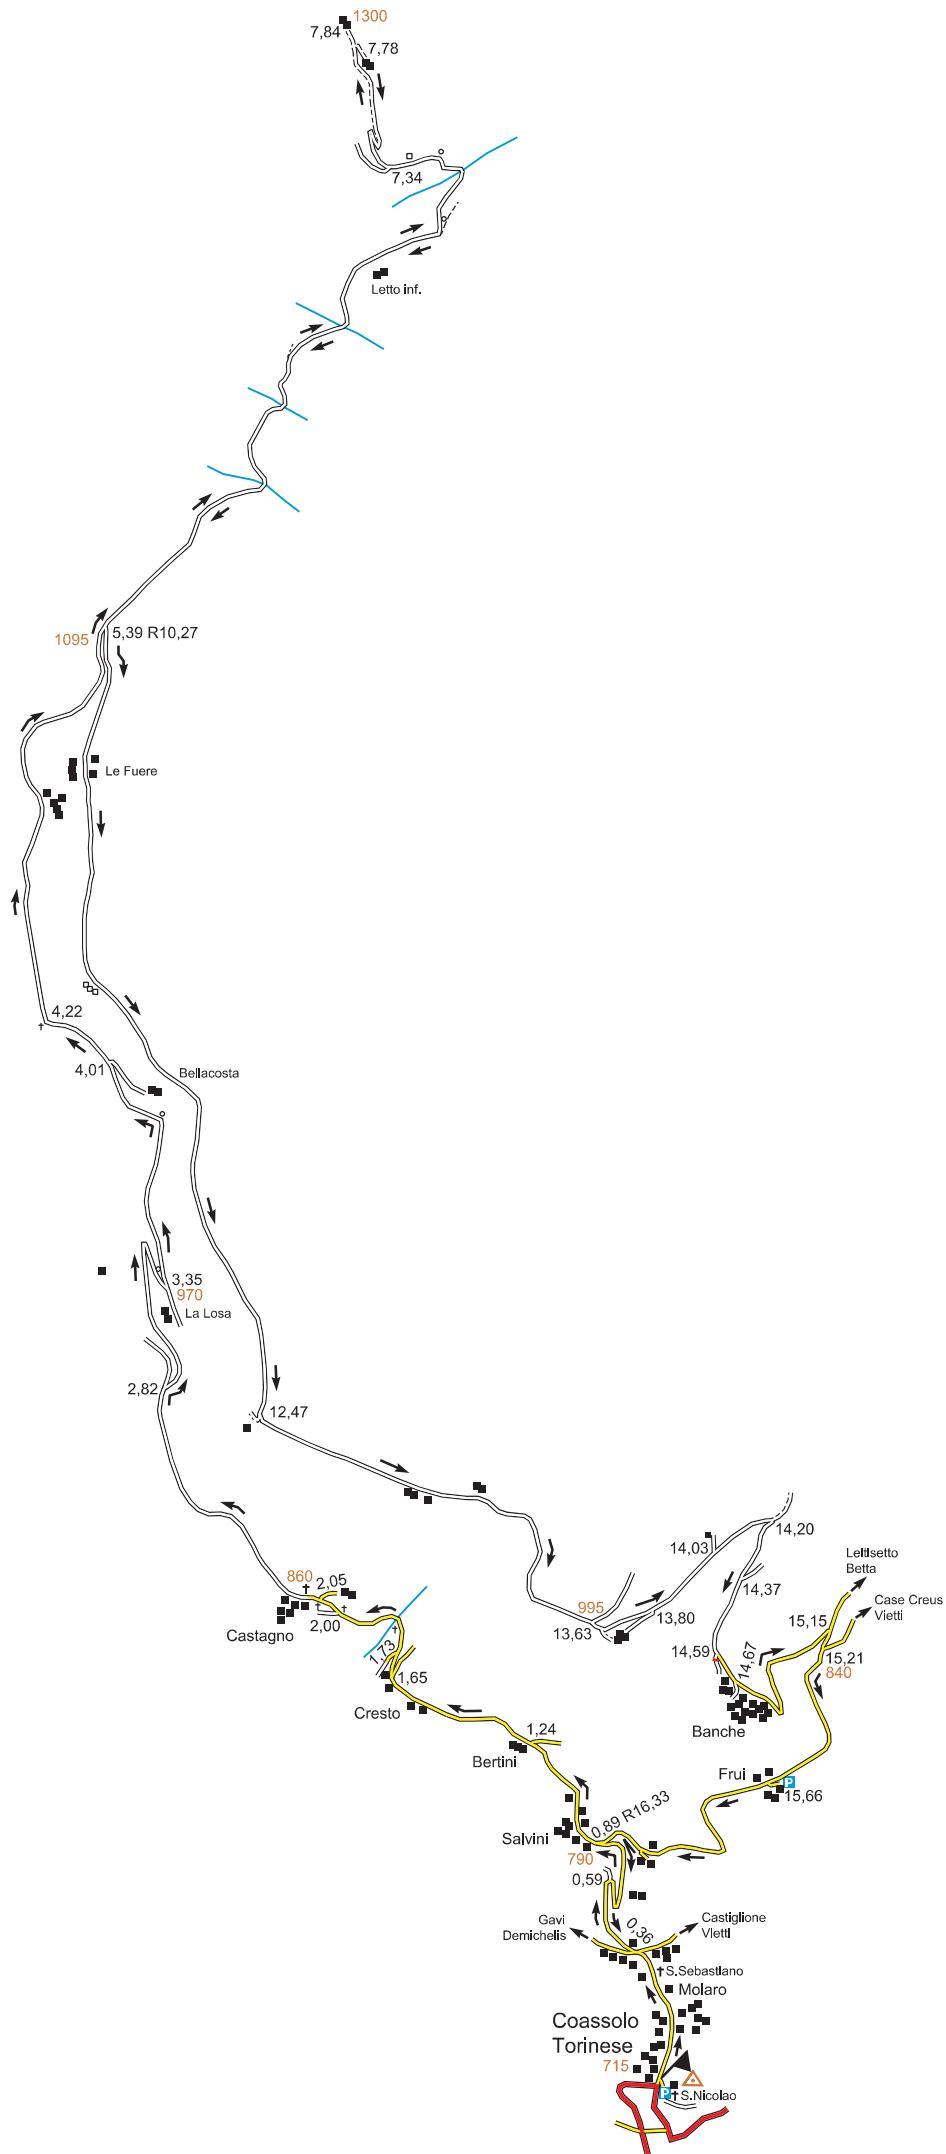 1300
7,84
7,78
7,34
Letto inf.
1095
5,39 R10,27
Le Fuere
4,22
4,01
Bellacosta
3,35
970
La Losa
2,82
12,47
14,20
14,03
Leitisetto
Betta
14,37
860
2,05
Case Creus
Vietti
995
15,15
13,80
2,00
Castagno
13,63
14,59
14,67
15,21
840
1,73
1,65
Cresto
Banche
1,24
Bertini
Frui
P
15,66
0,89 R16,33
Salvini
790
0,59
Gavi
Demichelis
0,36
Castiglione
Vietti
S.Sebastiano
Molaro
Coassolo
Torinese
715
P
S.Nicolao